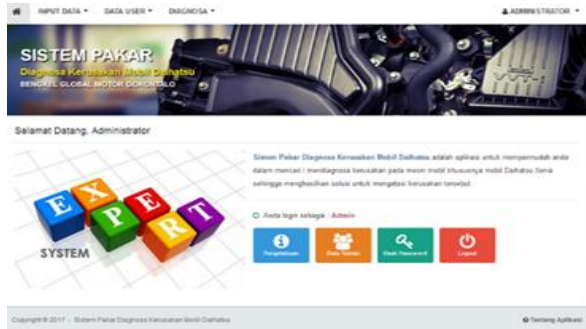 INPUT DATA
DATA USER
DIAGNOSA
ADMINISTRATOR
SISTEM PAKAR
Diagnosa Kerusakan Mobil Daihatsu
BENGKEL GLOBAL MOTOR GORONTALO
Selamat Datang, Administrator
EXPERT
SYSTEM
Sistem Pakar Diagnosa Kerusakan Mobil Daihatsu adalah aplikasi untuk mempermudah anda
dalam mencari / mendiagnosa kerusakan pada mesin mobil khususnya mobil Daihatsu Xenia
sehingga menghasilkan solusi untuk mengatasi kerusakan tersebut
Anda login sebagai : Admin
Pengetahuan
Data
Password
Logout
Copyright © 2017 - Sistem Pakar Diagnosa Kerusakan Mobil Daihatsu
Tentang Aplikasi